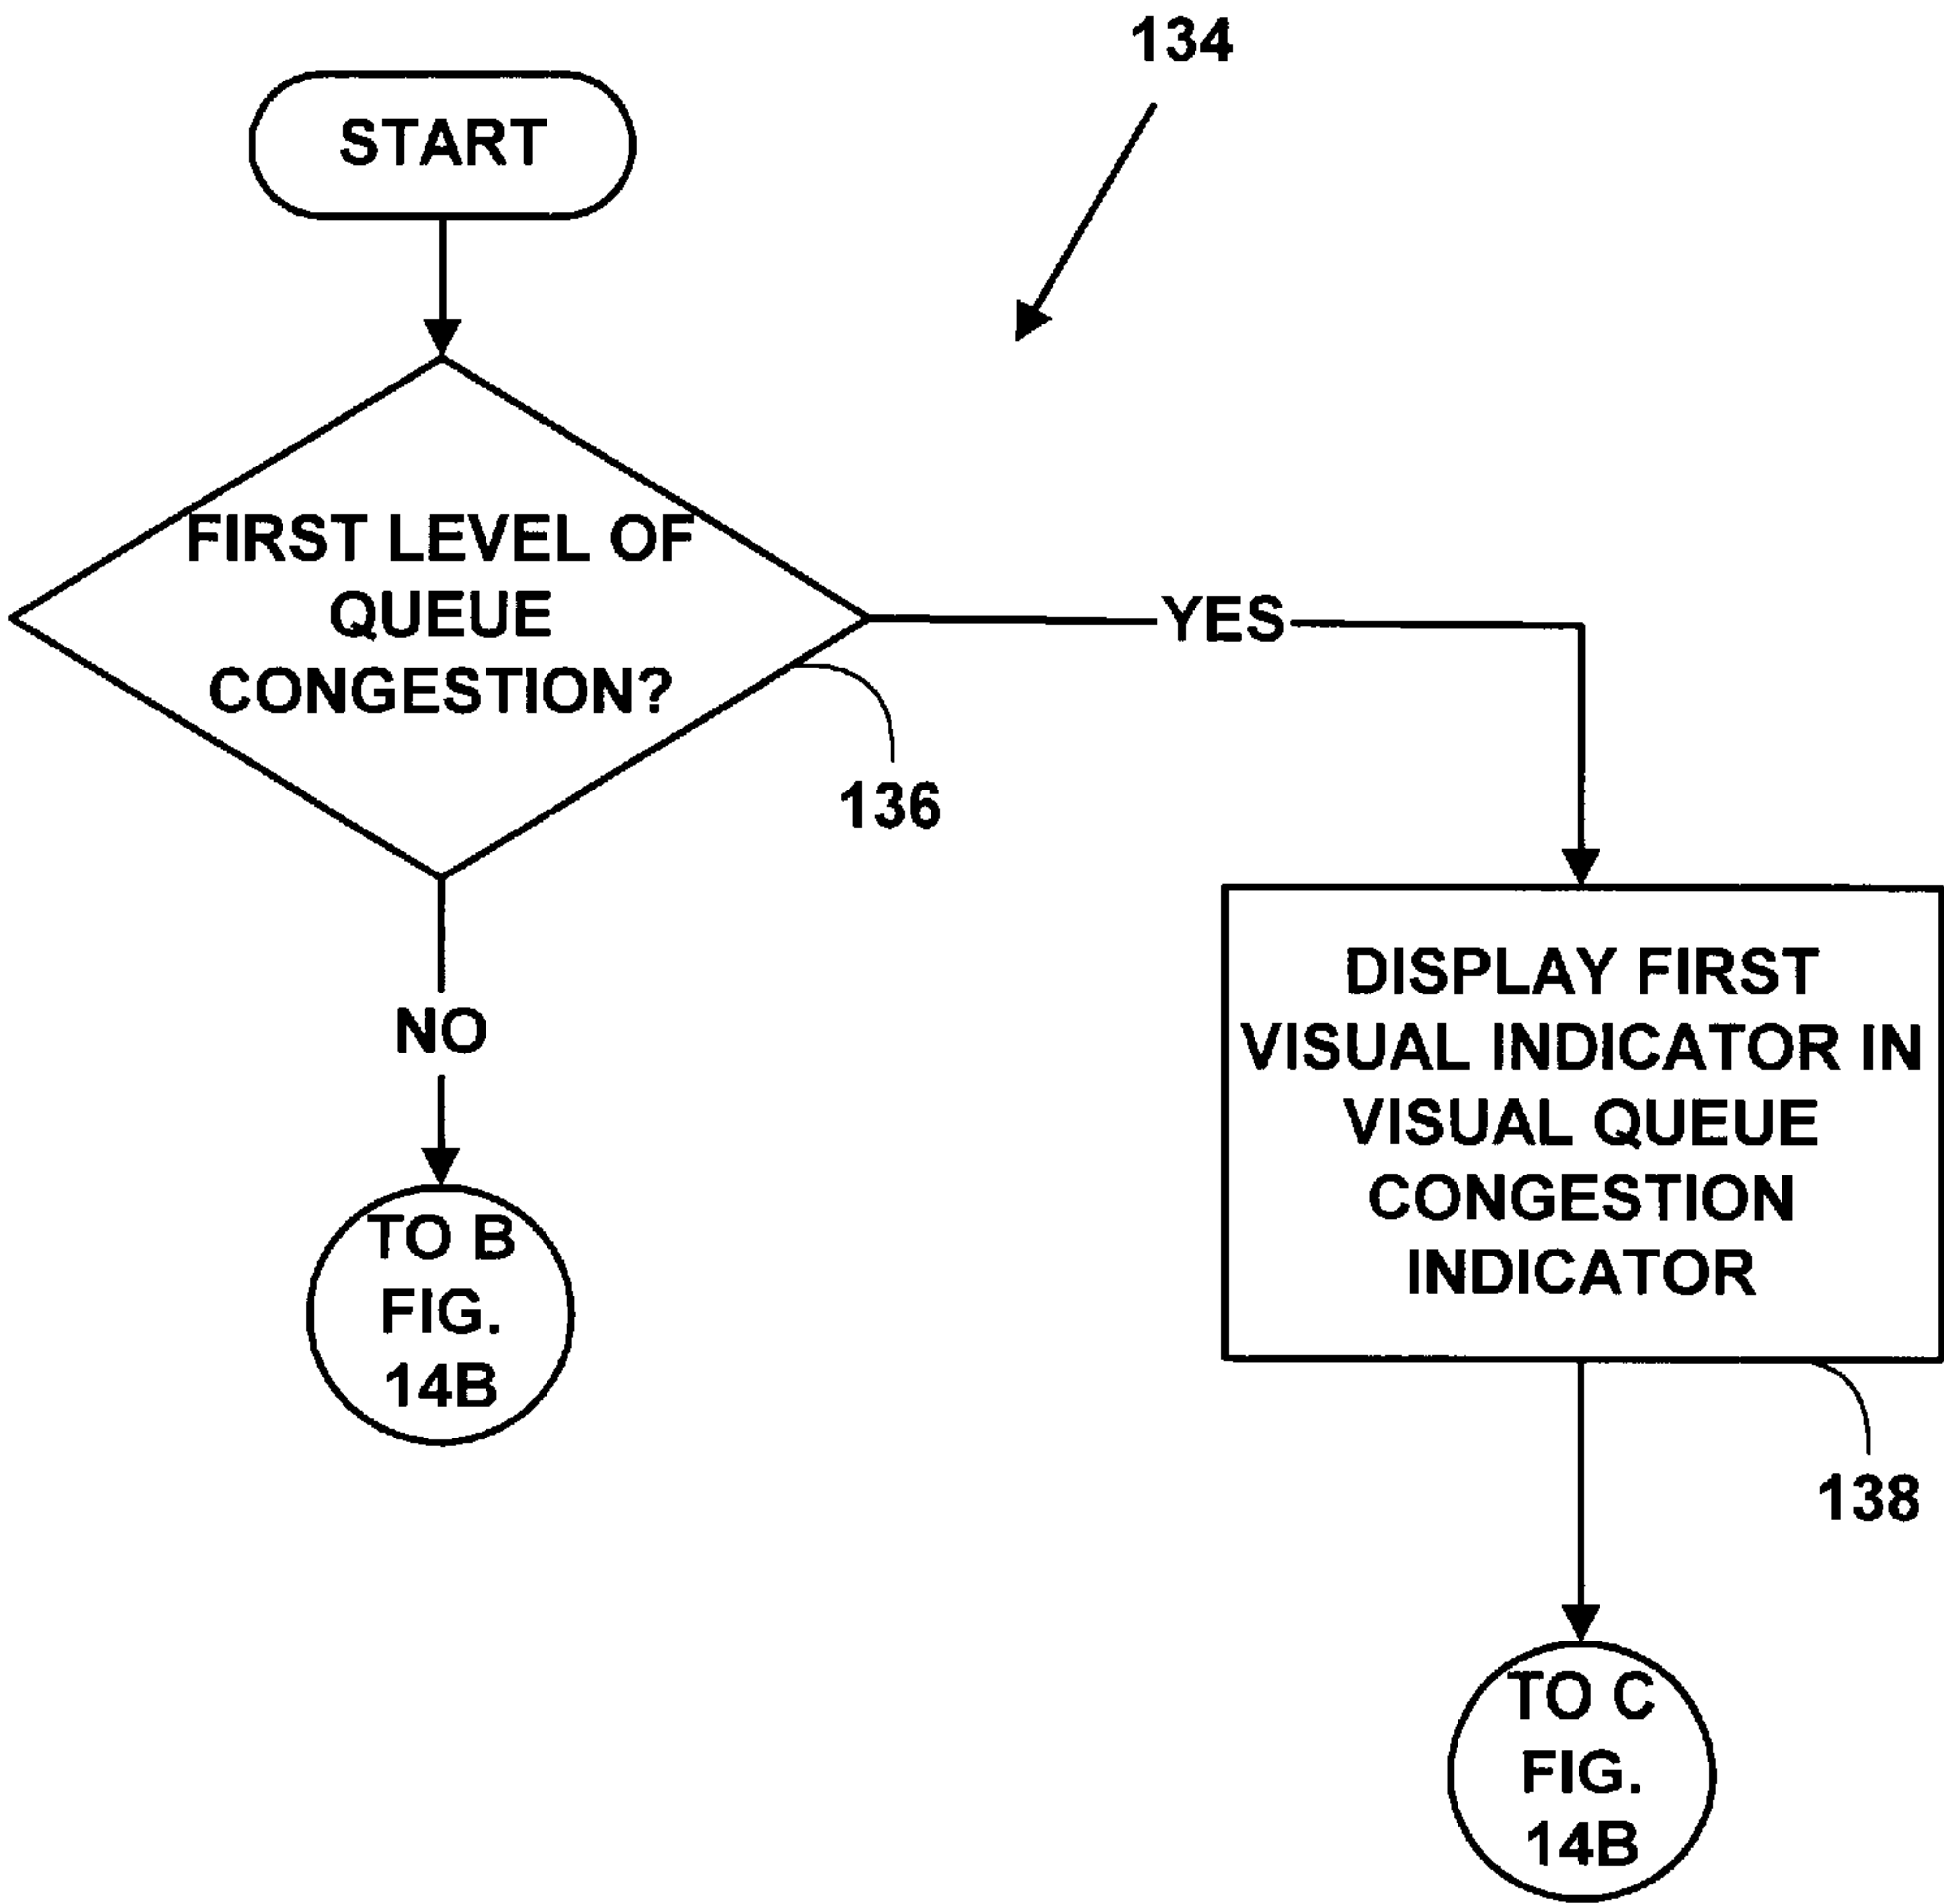 134
START
FIRST LEVEL OF
QUEUE
CONGESTION?
YES
136
NO
DISPLAY FIRST
VISUAL INDICATOR IN
VISUAL QUEUE
CONGESTION
INDICATOR
TO B
FIG.
14B
138
TO C
FIG.
14B